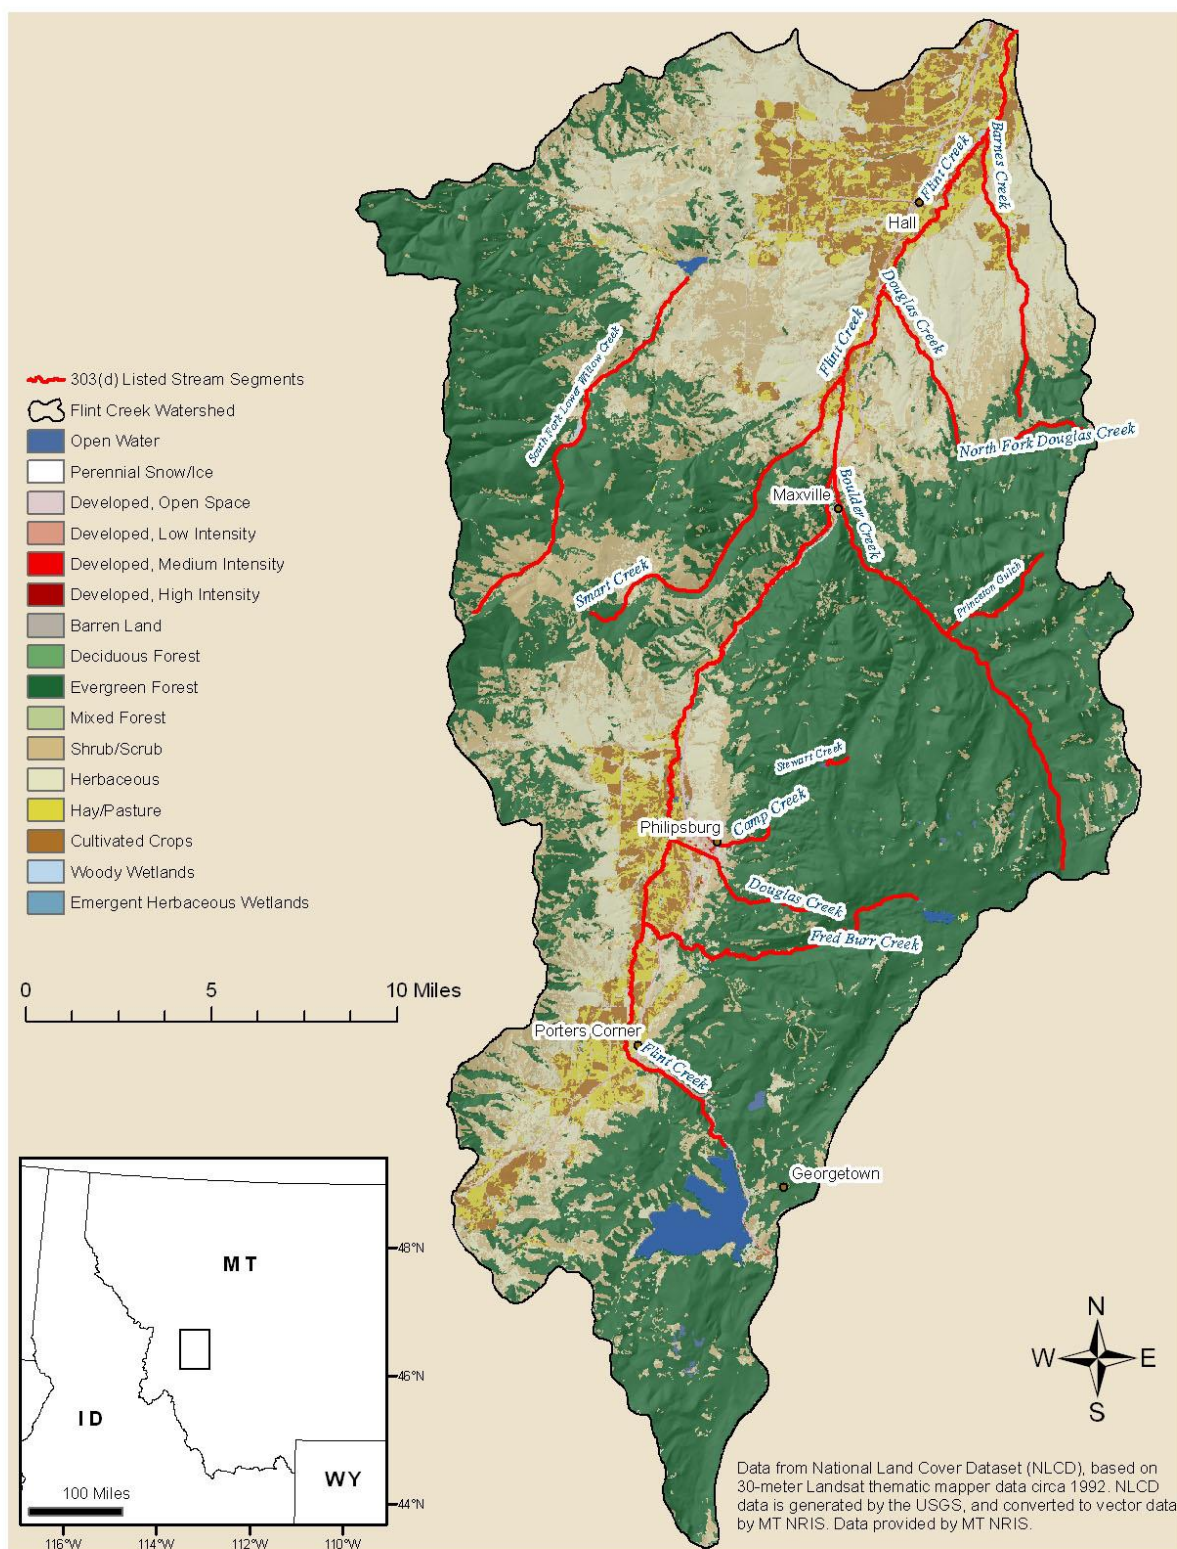 Barnes Creek
Flint Creek
Hall
Douglas Creek
Flint Creek
South Fork Lower Willow Creek
North Fork Douglas Creek
Maxville
Boulder Creek
Smart Creek
Princeton Gulch
Stewart Creek
Camp Creek
Philipsburg
Douglas Creek
Fred Burr Creek
Porters Corner
Flint Creek
Georgetown
303(d) Listed Stream Segments
Flint Creek Watershed
Open Water
Perennial Snow/Ice
Developed, Open Space
Developed, Low Intensity
Developed, Medium Intensity
Developed, High Intensity
Barren Land
Deciduous Forest
Evergreen Forest
Mixed Forest
Shrub/Scrub
Herbaceous
Hay/Pasture
Cultivated Crops
Woody Wetlands
Emergent Herbaceous Wetlands
0 5 10 Miles
MT
ID
WY
100 Miles
48°N
46°N
44°N
116°W 114°W 112°W 110°W
N
W E
S
Data from National Land Cover Dataset (NLCD), based on
30-meter Landsat thematic mapper data circa 1992. NLCD
data is generated by the USGS, and converted to vector data
by MT NRIS. Data provided by MT NRIS.